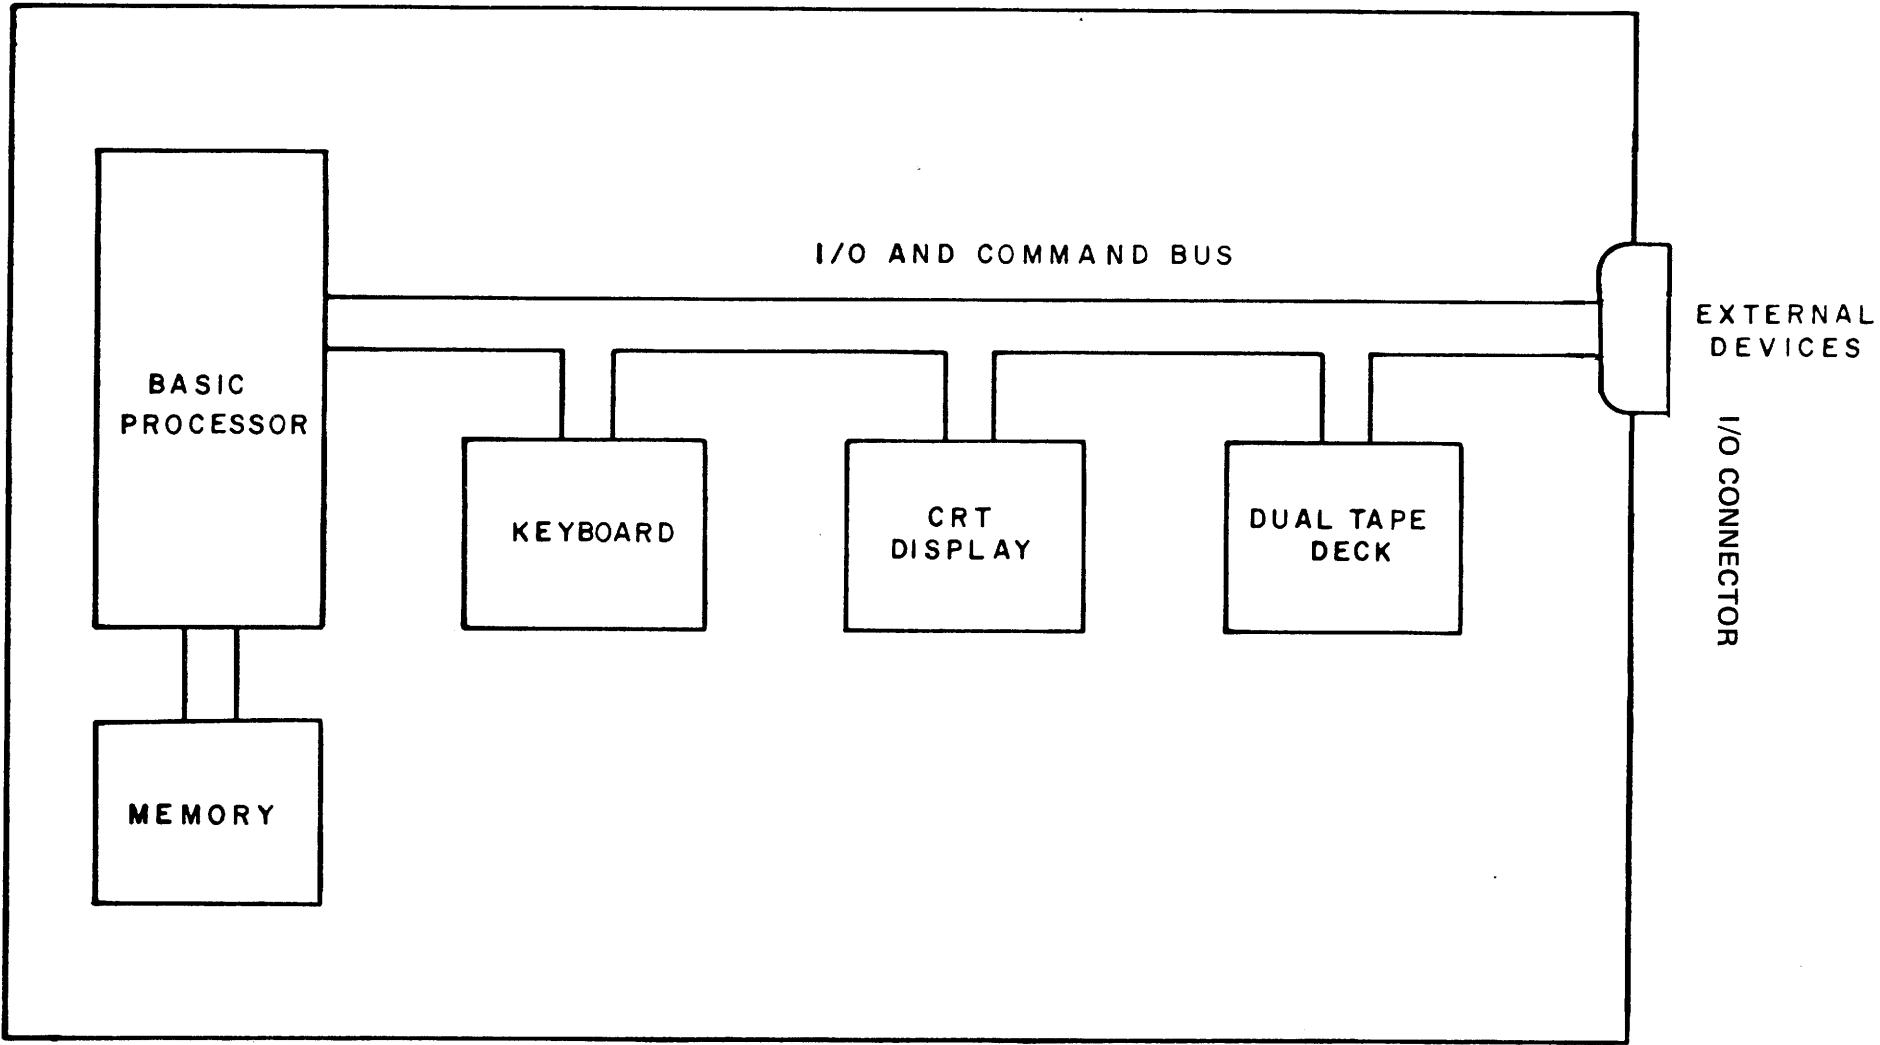 I/O AND COMMAND BUS
EXTERNAL
DEVICES
BASIC
PROCESSOR
I/O CONNECTOR
KEYBOARD
CRT
DISPLAY
DUAL TAPE
DECK
MEMORY